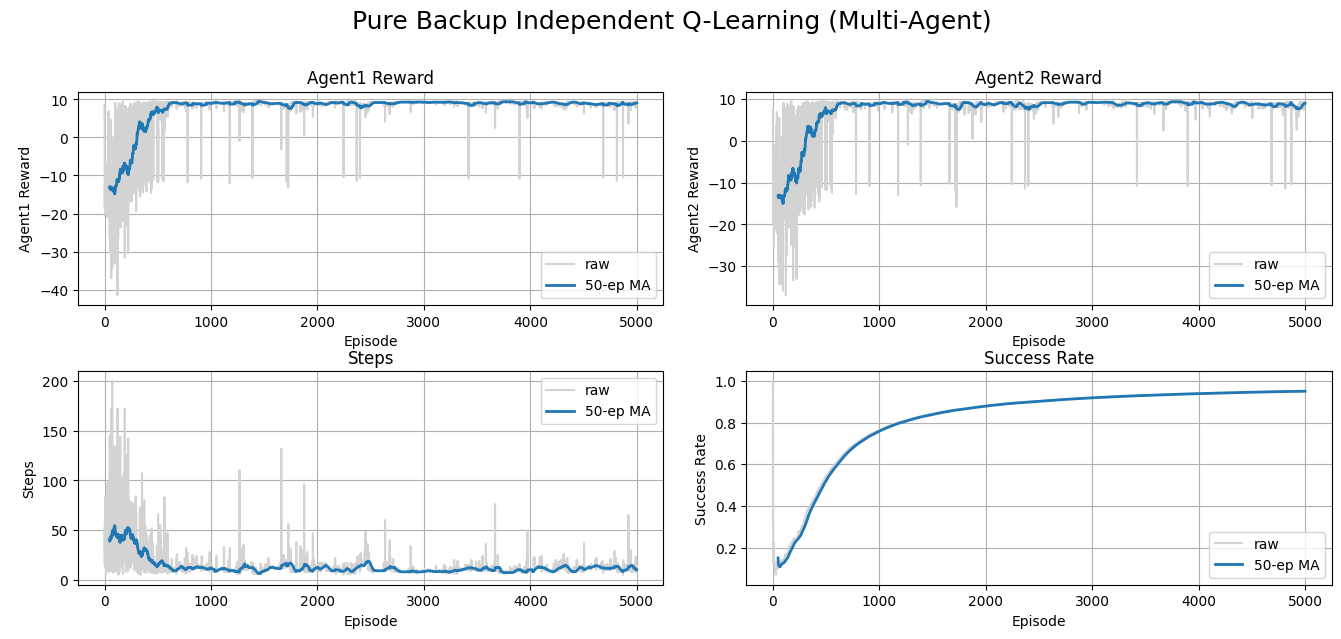 Pure Backup Independent Q-Learning (Multi-Agent)
Agent1 Reward
Agent1 Reward
10
0
−10
−20
−30
−40
raw
50-ep MA
0 1000 2000 3000 4000 5000
Episode
Agent2 Reward
Agent2 Reward
10
0
−10
−20
−30
raw
50-ep MA
0 1000 2000 3000 4000 5000
Episode
Steps
Steps
200
150
100
50
0
raw
50-ep MA
0 1000 2000 3000 4000 5000
Episode
Success Rate
Success Rate
1.0
0.8
0.6
0.4
0.2
raw
50-ep MA
0 1000 2000 3000 4000 5000
Episode